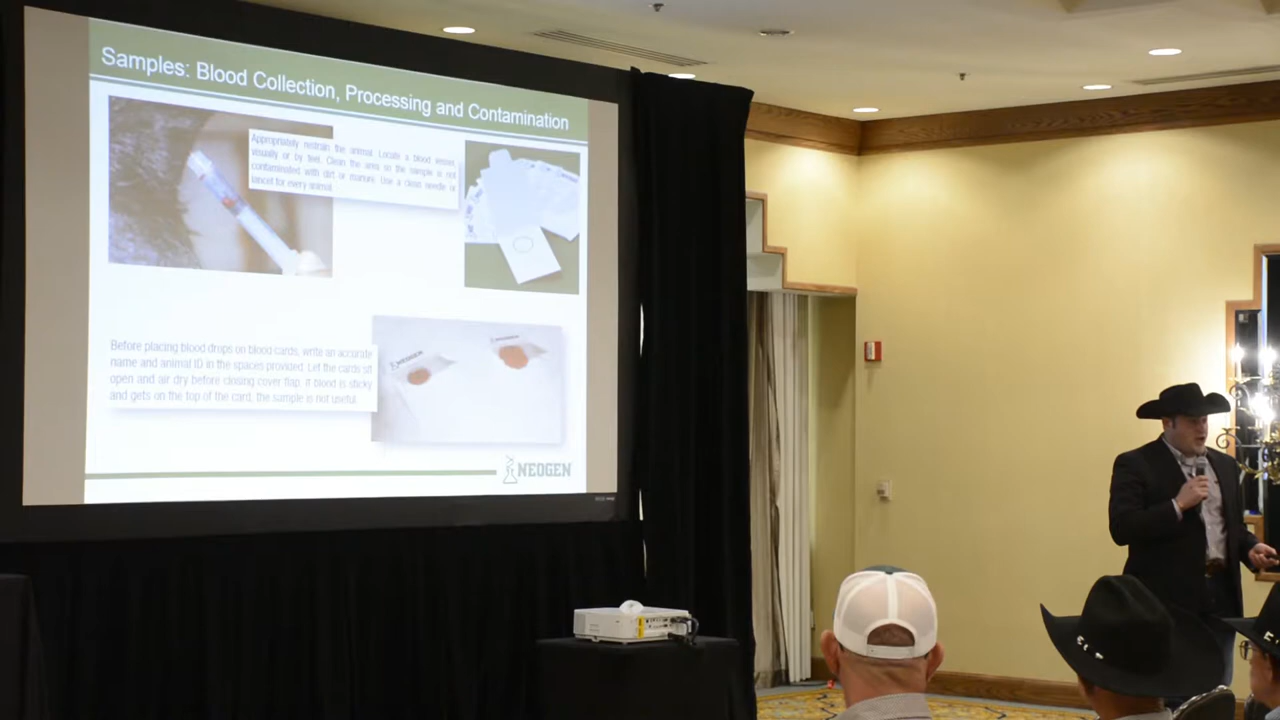 Samples: Blood Collection, Processing and Contamination
Appropriately restrain the animal. Locate a blood vessel
visually or by feel. Clean the area so the sample is not
contaminated with dirt or manure. Use a clean needle or
lancet for every animal.
Before placing blood drops on blood cards, write an accurate
name and animal ID in the spaces provided. Let the cards sit
open and air dry before closing cover flap. If blood is sticky
and gets on the top of the card, the sample is not useful.
NEOGEN
NEOGEN
NEOGEN